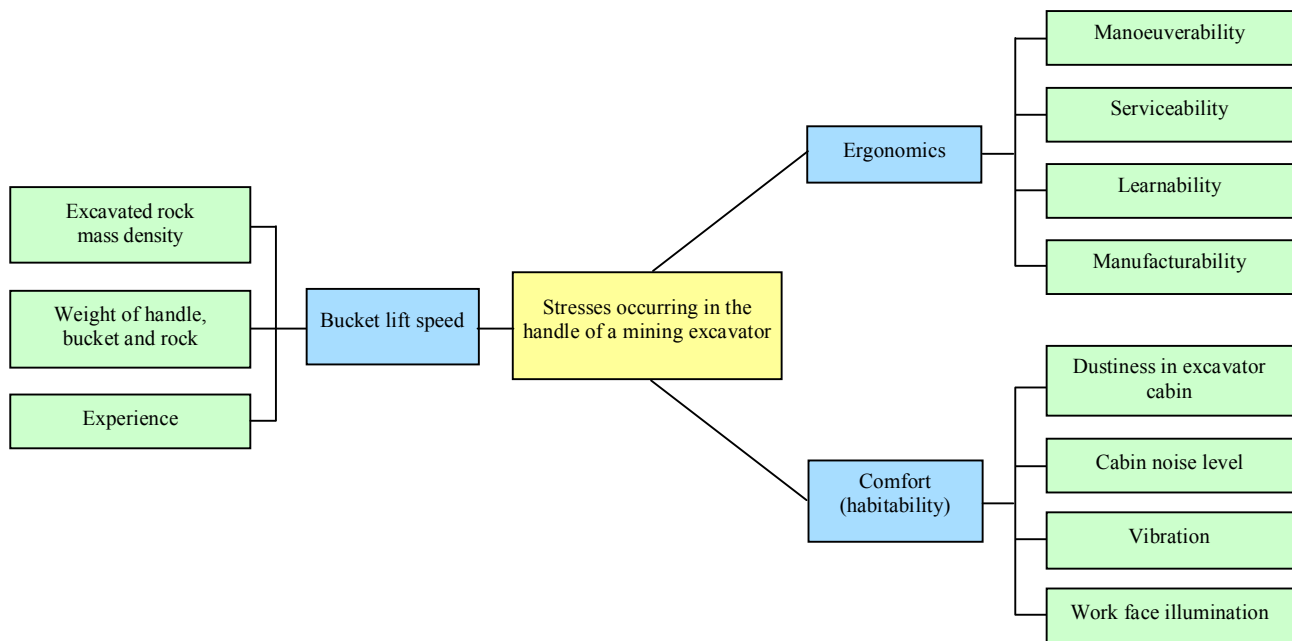 Excavated rock
mass density
Weight of handle,
bucket and rock
Experience
Bucket lift speed
Stresses occurring in the
handle of a mining excavator
Ergonomics
Manoeuverability
Serviceability
Learnability
Manufacturability
Comfort
(habitability)
Dustiness in excavator
cabin
Cabin noise level
Vibration
Work face illumination